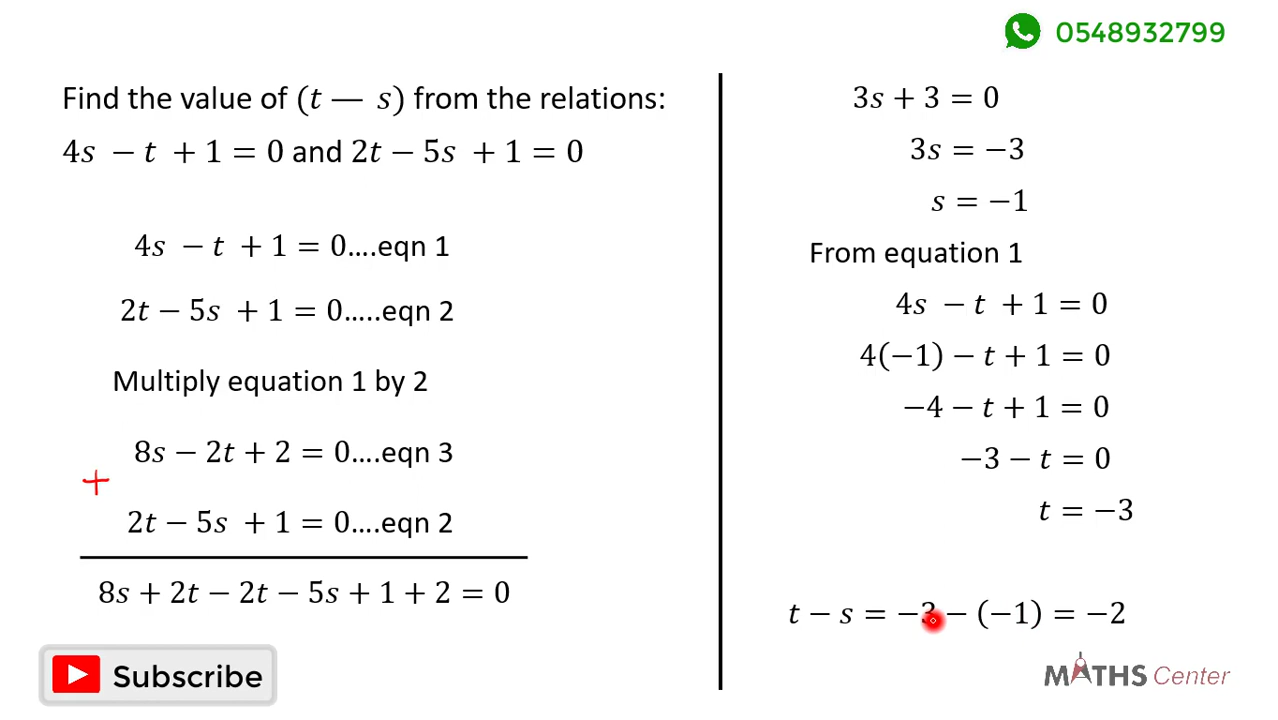 0548932799
Find the value of (t — s) from the relations:
4s − t + 1 = 0 and 2t − 5s + 1 = 0
4s − t + 1 = 0....eqn 1
2t − 5s + 1 = 0.....eqn 2
Multiply equation 1 by 2
8s − 2t + 2 = 0....eqn 3
+
2t − 5s + 1 = 0....eqn 2
8s + 2t − 2t − 5s + 1 + 2 = 0
Subscribe
3s + 3 = 0
3s = −3
s = −1
From equation 1
4s − t + 1 = 0
4(−1) − t + 1 = 0
−4 − t + 1 = 0
−3 − t = 0
t = −3
t − s = −3 − (−1) = −2
MATHS Center